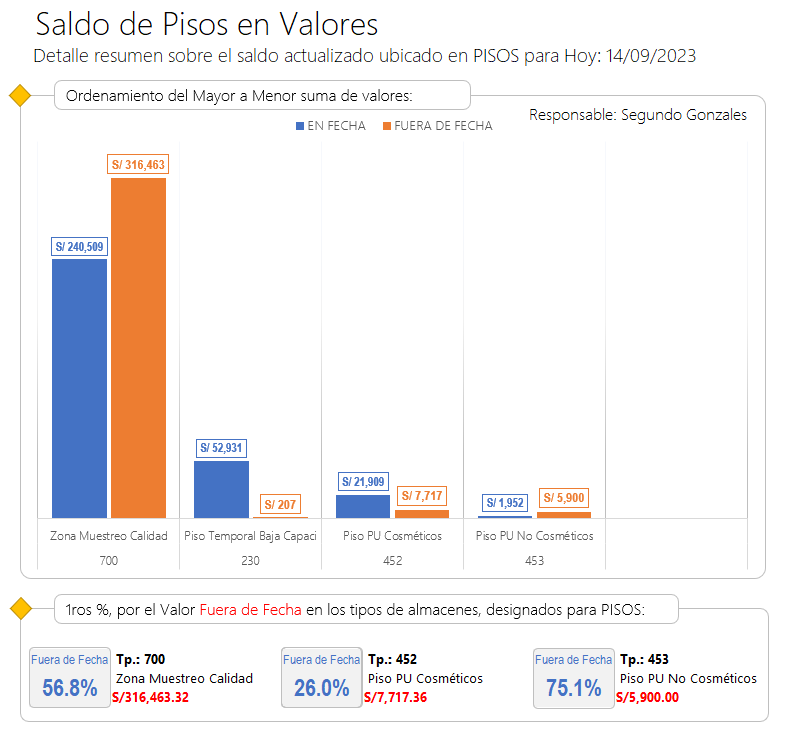 Saldo de Pisos en Valores
Detalle resumen sobre el saldo actualizado ubicado en PISOS para Hoy: 14/09/2023
Ordenamiento del Mayor a Menor suma de valores:
Responsable: Segundo Gonzales
EN FECHA FUERA DE FECHA
S/ 316,463
S/ 240,509
S/ 52,931
S/ 207
S/ 21,909
S/ 7,717
S/ 1,952
S/ 5,900
Zona Muestreo Calidad Piso Temporal Baja Capaci Piso PU Cosméticos Piso PU No Cosméticos
700 230 452 453
1ros %, por el Valor Fuera de Fecha en los tipos de almacenes, designados para PISOS:
Fuera de Fecha
56.8%
Tp.: 700
Zona Muestreo Calidad
S/316,463.32
Fuera de Fecha
26.0%
Tp.: 452
Piso PU Cosméticos
S/7,717.36
Fuera de Fecha
75.1%
Tp.: 453
Piso PU No Cosméticos
S/5,900.00